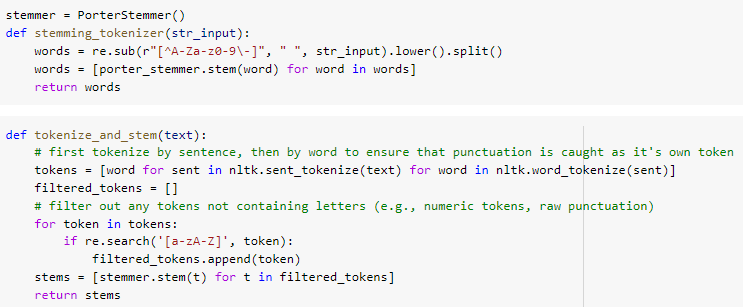 stemmer = PorterStemmer()
def stemming_tokenizer(str_input):
    words = re.sub(r"[^A-Za-z0-9\-]", " ", str_input).lower().split()
    words = [porter_stemmer.stem(word) for word in words]
    return words
def tokenize_and_stem(text):
    # first tokenize by sentence, then by word to ensure that punctuation is caught as it's own token
    tokens = [word for sent in nltk.sent_tokenize(text) for word in nltk.word_tokenize(sent)]
    filtered_tokens = []
    # filter out any tokens not containing letters (e.g., numeric tokens, raw punctuation)
    for token in tokens:
        if re.search('[a-zA-Z]', token):
            filtered_tokens.append(token)
    stems = [stemmer.stem(t) for t in filtered_tokens]
    return stems